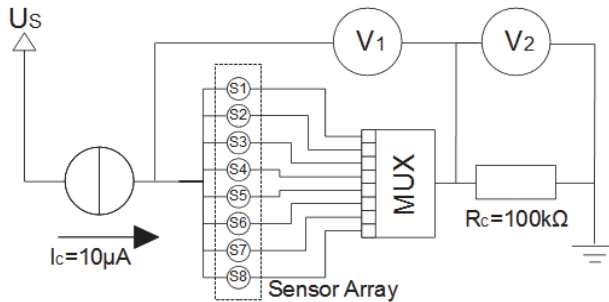 Us
V1
V2
S1
S2
S3
S4
S5
S6
S7
S8
MUX
Rc=100kΩ
Ic=10µA
Sensor Array